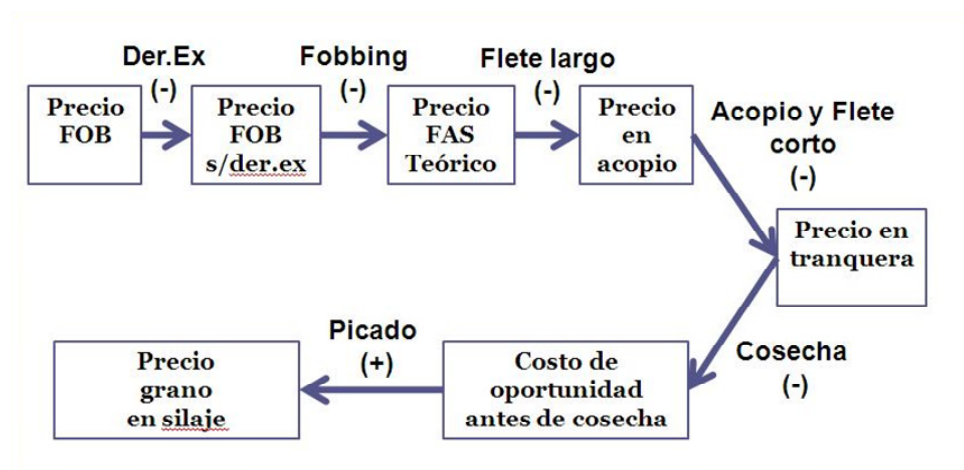 Der.Ex
(-)
Fobbing
(-)
Flete largo
(-)
Precio
FOB
Precio
FOB
s/der.ex
Precio
FAS
Teórico
Precio
en
acopio
Acopio y Flete
corto
(-)
Precio en
tranquera
Cosecha
(-)
Costo de
oportunidad
antes de cosecha
Picado
(+)
Precio
grano
en silaje